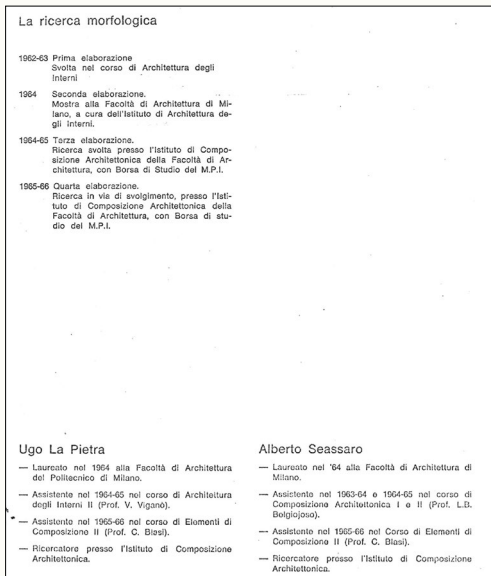 La ricerca morfologica
1962-63 Prima elaborazione
Svolta nel corso di Architettura degli
Interni
1964 Seconda elaborazione.
Mostra alla Facoltà di Architettura di Mi-
lano, a cura dell'Istituto di Architettura de-
gli Interni.
1964-65 Terza elaborazione.
Ricerca svolta presso l'Istituto di Compo-
sizione Architettonica della Facoltà di Ar-
chitettura, con Borsa di Studio del M.P.I.
1965-66 Quarta elaborazione.
Ricerca in via di svolgimento, presso l'Isti-
tuto di Composizione Architettonica della
Facoltà di Architettura, con Borsa di stu-
dio del M.P.I.
Ugo La Pietra
— Laureato nel 1964 alla Facoltà di Architettura
del Politecnico di Milano.
— Assistente nel 1964-65 nel corso di Architettura
degli Interni II (Prof. V. Viganò).
— Assistente nel 1965-66 nel corso di Elementi di
Composizione II (Prof. C. Blasi).
— Ricercatore presso l'Istituto di Composizione
Architettonica.
Alberto Seassaro
— Laureato nel '64 alla Facoltà di Architettura di
Milano.
— Assistente nel 1963-64 e 1964-65 nel corso di
Composizione Architettonica I e II (Prof. L.B.
Belgiojoso).
— Assistente nel 1965-66 nel Corso di Elementi di
Composizione II (Prof. C. Blasi).
— Ricercatore presso l'Istituto di Composizione
Architettonica.